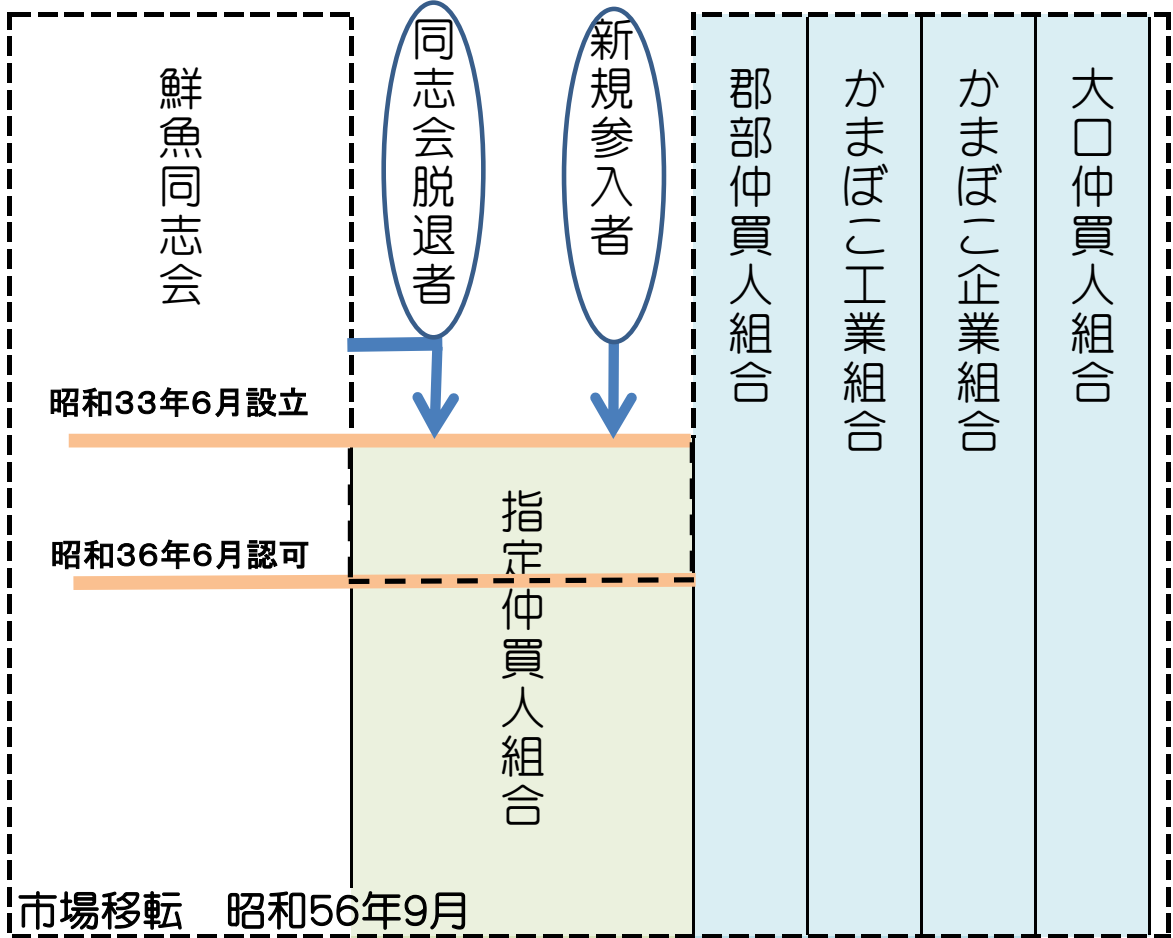 鮮魚同志会
同志会脱退者
新規参入者
郡部仲買人組合
かまぼこ工業組合
かまぼこ企業組合
大口仲買人組合
昭和33年6月設立
昭和36年6月認可
指定仲買人組合
市場移転　昭和56年9月